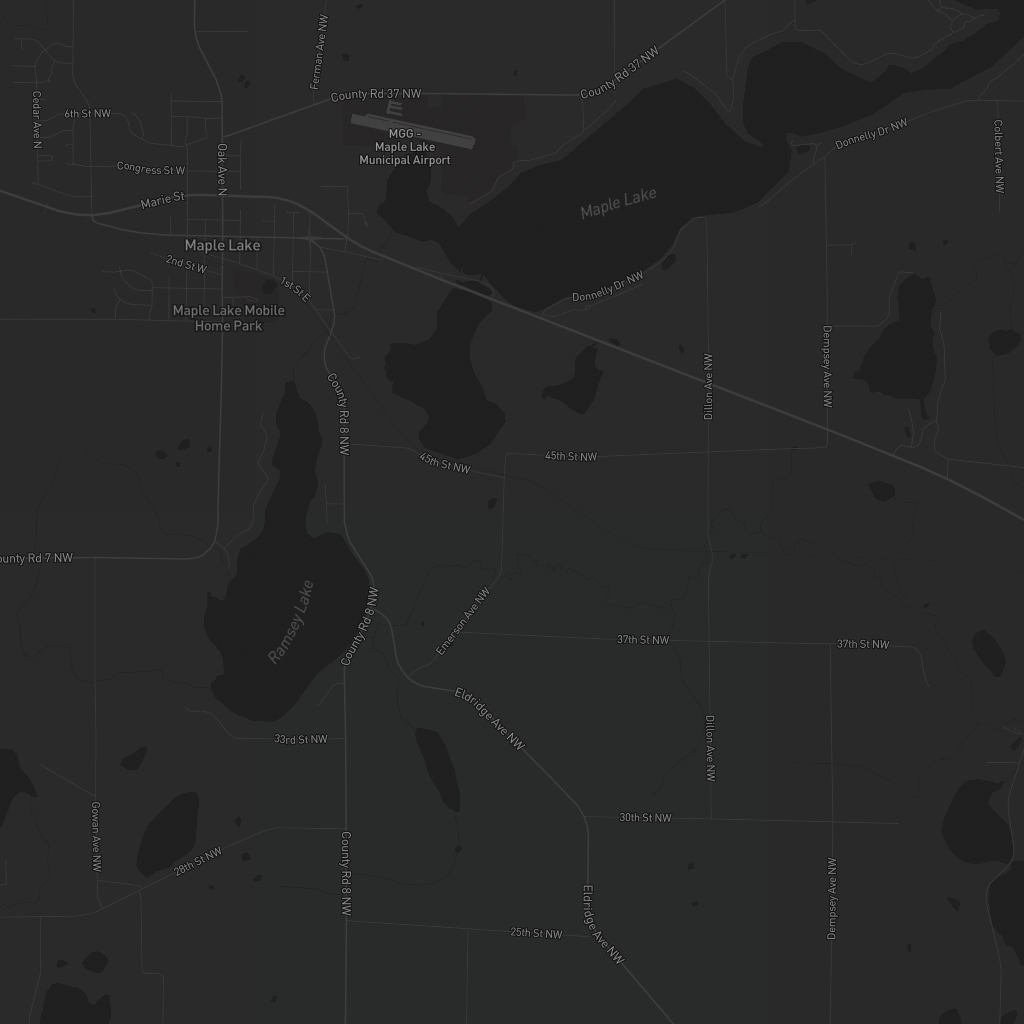 Ferman Ave NW
County Rd 37 NW
County Rd 37 NW
Cedar Ave N
6th St NW
MGG -
Maple Lake
Municipal Airport
Donnelly Dr NW
Colbert Ave NW
Congress St W
Oak Ave N
Marie St
Maple Lake
Maple Lake
2nd St W
1st St E
Donnelly Dr NW
Maple Lake Mobile
Home Park
Dempsey Ave NW
Dillon Ave NW
County Rd 8 NW
45th St NW
45th St NW
ounty Rd 7 NW
Ramsey Lake
County Rd 8 NW
Emerson Ave NW
37th St NW
37th St NW
Eldridge Ave NW
33rd St NW
Dillon Ave NW
30th St NW
Gowan Ave NW
28th St NW
County Rd 8 NW
Dempsey Ave NW
Eldridge Ave NW
25th St NW